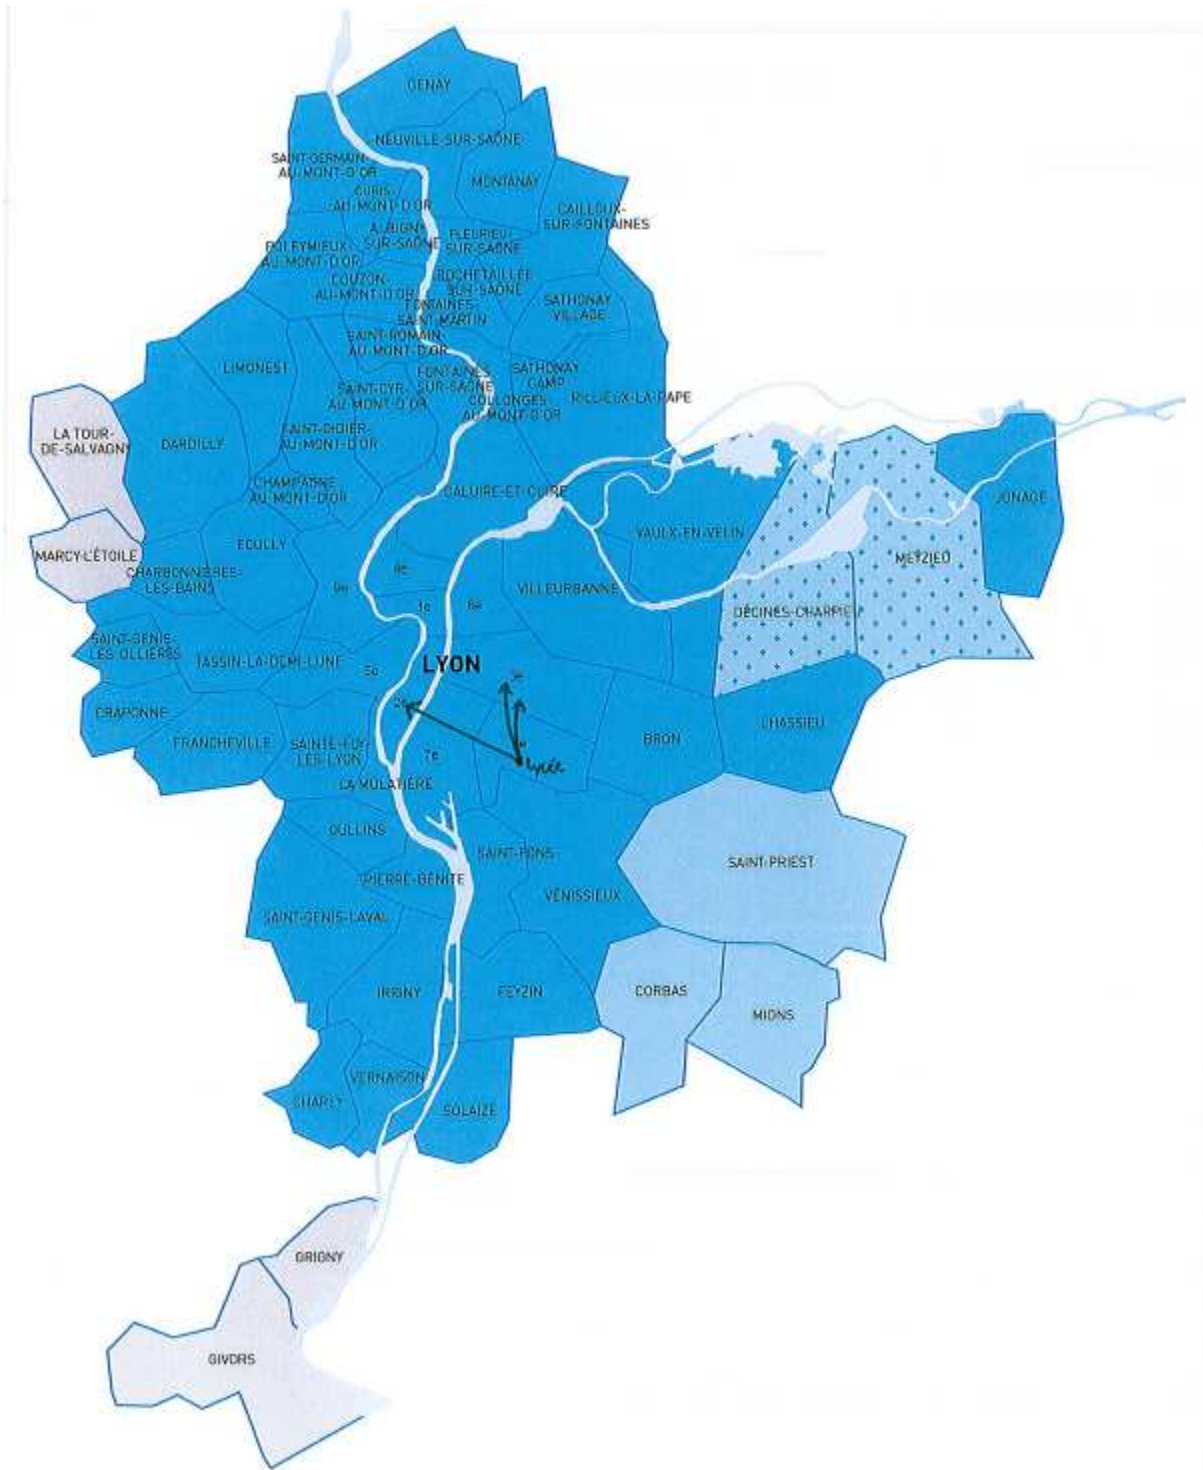 GENAY
NEUVILLE-SUR-SAÔNE
SAINT-GERMAIN-
AU-MONT-D'OR
MONTANAY
CURIS-
AU-MONT-D'OR
CAILLOUX-
SUR-FONTAINES
ALBIGNY-
SUR-SAÔNE
FLEURIEU-
SUR-SAÔNE
POLEYMIEUX-
AU-MONT-D'OR
COUZON-
AU-MONT-D'OR
ROCHETAILLÉE
SUR-SAÔNE
FONTAINES-
SAINT-MARTIN
SATHONAY
VILLAGE
SAINT-ROMAIN-
AU-MONT-D'OR
LIMONEST
FONTAINES
SUR-SAÔNE
SATHONAY
CAMP
SAINT-CYR-
AU-MONT-D'OR
COLLONGES-
AU-MONT-D'OR
RILLIEUX-LA-PAPE
LA TOUR-
DE-SALVAGNY
DARDILLY
SAINT-DIDIER-
AU-MONT-D'OR
CHAMPAGNE
AU-MONT-D'OR
CALUIRE-ET-CUIRE
JONAGE
VAULX-EN-VELIN
ECULLY
MARCY-L'ÉTOILE
CHARBONNIÈRES-
LES-BAINS
MEYZIEU
4e
9e
VILLEURBANNE
1e
6e
DÉCINES-CHARPIEU
SAINT-GENIS-
LES-OLLIÈRES
TASSIN-LA-DEMI-LUNE
LYON
5e
3e
2e
CRAPONNE
CHASSIEU
FRANCHEVILLE
SAINTE-FOY-
LÈS-LYON
BRON
7e
lycée
LA MULATIÈRE
OULLINS
SAINT-FONS
SAINT-PRIEST
PIERRE-BÉNITE
VÉNISSIEUX
SAINT-GENIS-LAVAL
IRIGNY
FEYZIN
CORBAS
MIONS
VERNAISON
CHARLY
SOLAIZE
GRIGNY
GIVORS